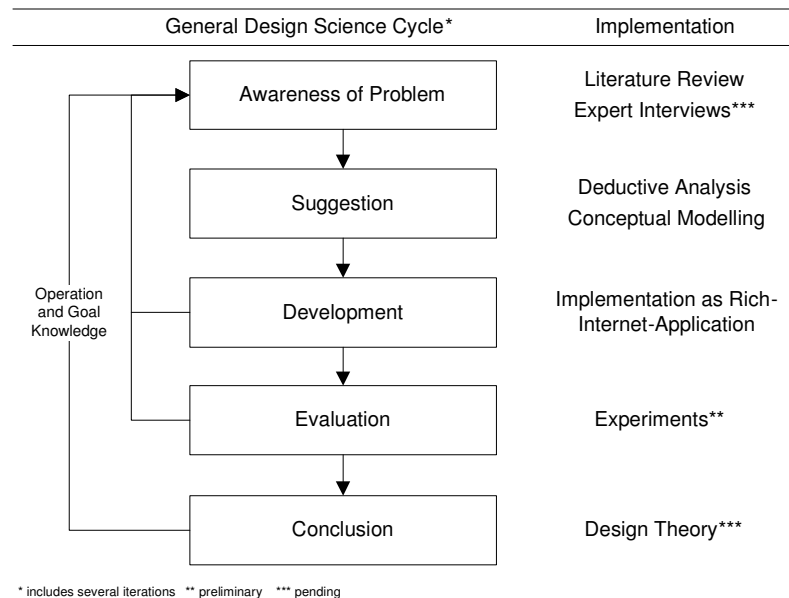 General Design Science Cycle*
Implementation
Awareness of Problem
Literature Review
Expert Interviews***
Suggestion
Deductive Analysis
Conceptual Modelling
Operation
and Goal
Knowledge
Development
Implementation as Rich-
Internet-Application
Evaluation
Experiments**
Conclusion
Design Theory***
* includes several iterations ** preliminary *** pending